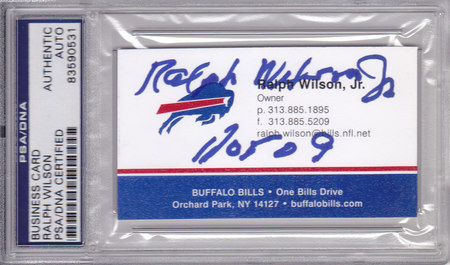 PSA/DNA
BUSINESS CARD
RALPH WILSON
PSA/DNA CERTIFIED
AUTHENTIC
AUTO
83590531
Ralph Wilson Jr
Ralph Wilson, Jr.
Owner
p. 313.885.1895
f. 313.885.5209
ralph.wilson@bills.nfl.net
HOF 09
BUFFALO BILLS • One Bills Drive
Orchard Park, NY 14127 • buffalobills.com